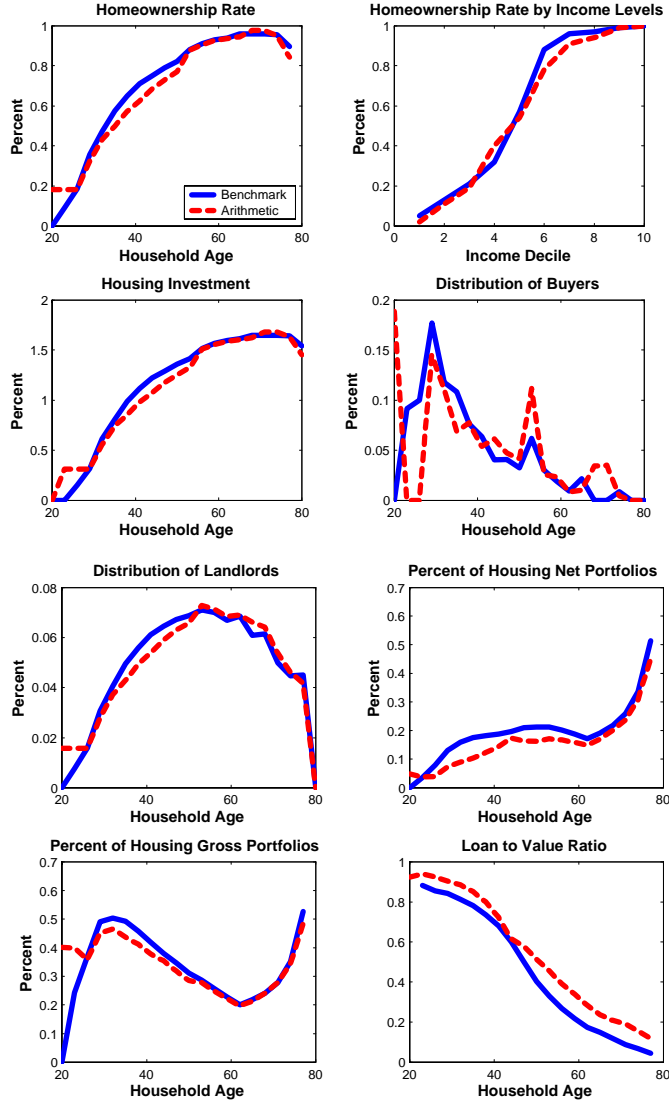 Homeownership Rate
Percent
1
0.8
0.6
0.4
0.2
0
20 40 60 80
Household Age
Benchmark
Arithmetic
Homeownership Rate by Income Levels
Percent
1
0.8
0.6
0.4
0.2
0
0 2 4 6 8 10
Income Decile
Housing Investment
Percent
2
1.5
1
0.5
0
20 40 60 80
Household Age
Distribution of Buyers
Percent
0.2
0.15
0.1
0.05
0
20 40 60 80
Household Age
Distribution of Landlords
Percent
0.08
0.06
0.04
0.02
0
20 40 60 80
Household Age
Percent of Housing Net Portfolios
Percent
0.7
0.6
0.5
0.4
0.3
0.2
0.1
0
20 40 60 80
Household Age
Percent of Housing Gross Portfolios
Percent
0.7
0.6
0.5
0.4
0.3
0.2
0.1
0
20 40 60 80
Household Age
Loan to Value Ratio
Percent
1
0.8
0.6
0.4
0.2
0
20 40 60 80
Household Age